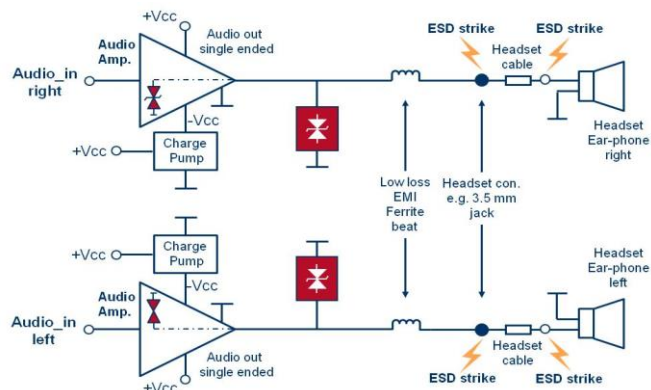 +Vcc
Audio
Amp.
Audio out
single ended
ESD strike
ESD strike
Headset
cable
Audio_in
right
-Vcc
+Vcc
Charge
Pump
Headset
Ear-phone
right
Low loss
EMI
Ferrite
beat
Headset con.
e.g. 3.5 mm
jack
+Vcc
Charge
Pump
-Vcc
Audio
Amp.
Headset
Ear-phone
left
Audio_in
left
Audio out
single ended
+Vcc
Headset
cable
ESD strike
ESD strike